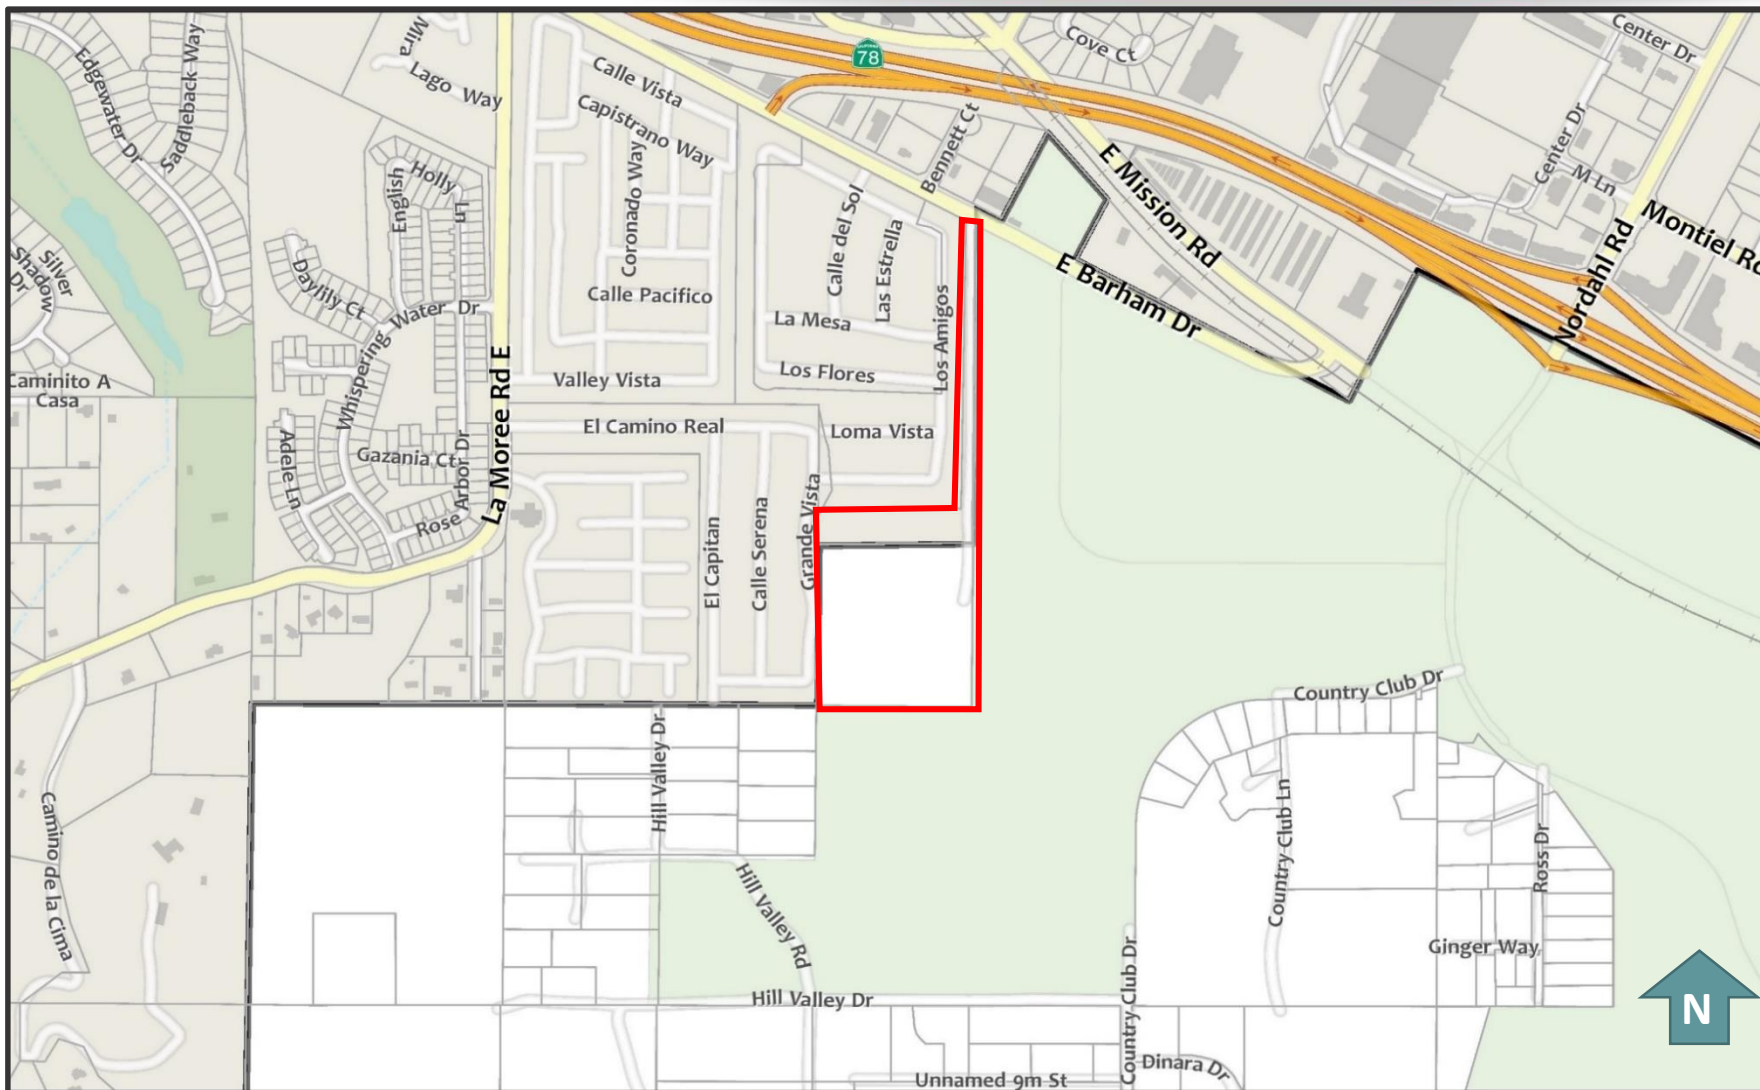 Mira
Lago Way
Edgewater Dr
Saddleback Way
Calle Vista
Capistrano Way
Coronado Way
78
Cove Ct
Center Dr
Center Dr
M Ln
Bennett Ct
E Mission Rd
Nordahl Rd
Montiel Rd
Holly
Ln
English
Silver
Shadow
Dr
Daylily Ct
Whispering Water Dr
Calle Pacifico
Calle del Sol
Las Estrella
La Mesa
Los Amigos
E Barham Dr
Caminito A
Casa
La Moree Rd E
Valley Vista
Los Flores
El Camino Real
Loma Vista
Adele Ln
Gazania Ct
Arbor Dr
Rose
El Capitan
Calle Serena
Grande Vista
Country Club Dr
Hill Valley Dr
Camino de la Cima
Country Club Ln
Ross Dr
Hill Valley Rd
Ginger Way
Hill Valley Dr
Country Club Dr
N
Dinara Dr
Unnamed 9m St